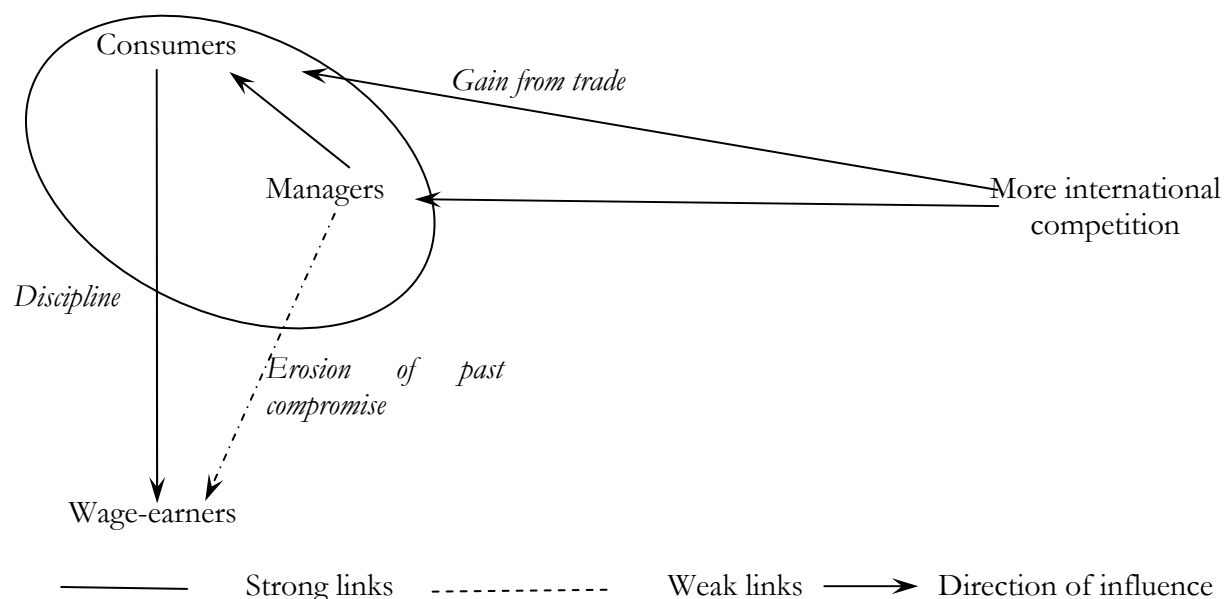 Consumers
Gain from trade
Managers
More international
competition
Discipline
Erosion of past
compromise
Wage-earners
Strong links
Weak links
Direction of influence